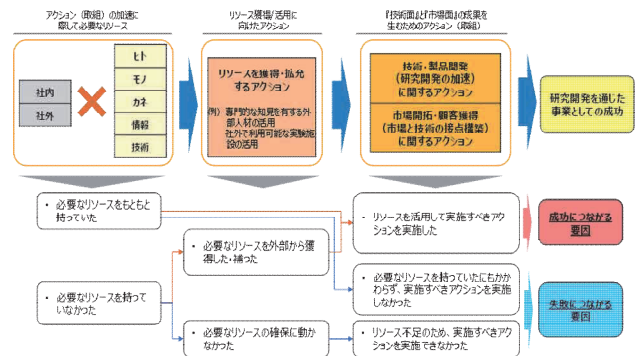 アクション（取組）の加速に
際して必要なリソース
リソース獲得/活用に
向けたアクション
『技術面』と『市場面』の成果を
生むためのアクション（取組）
社内
社外
ヒト
モノ
カネ
情報
技術
リソースを獲得・拡充
するアクション
例） 専門的な知見を有する外
部人材の活用
社外で利用可能な実験施
設の活用
技術・製品開発
（研究開発の加速）
に関するアクション
市場開拓・顧客獲得
（市場と技術の接点構築）
に関するアクション
研究開発を通じた
事業としての成功
・ 必要なリソースをもともと
持っていた
・ 必要なリソースを持って
いなかった
・ 必要なリソースを外部から獲
得した・補った
・ 必要なリソースの確保に動か
なかった
・ リソースを活用して実施すべきアク
ションを実施した
・ 必要なリソースを持っていたにもかか
わらず、実施すべきアクションを実施
しなかった
・ リソース不足のため、実施すべきアク
ションを実施できなかった
成功につながる
要因
失敗につながる
要因